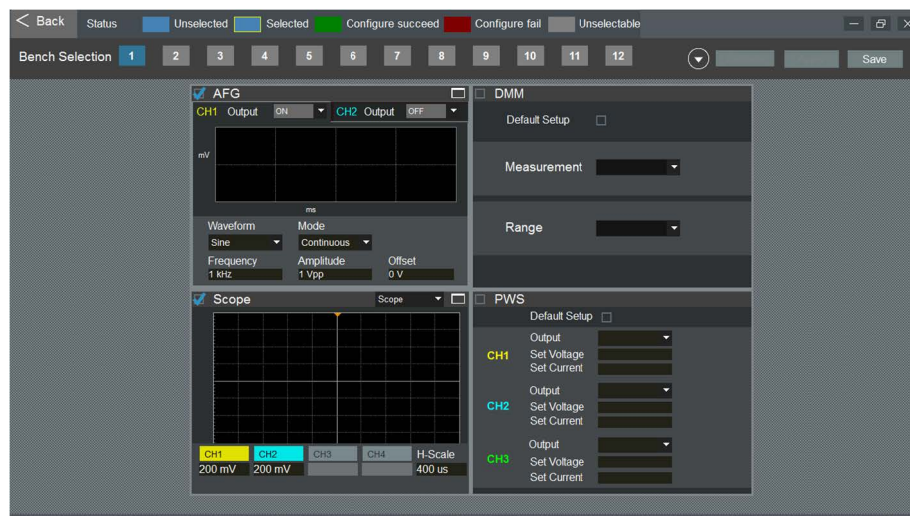 < Back Status Unselected Selected Configure succeed Configure fail Unselectable
Bench Selection 1 2 3 4 5 6 7 8 9 10 11 12 Save
AFG
CH1 Output ON CH2 Output OFF
mV
ms
Waveform Mode
Sine Continuous
Frequency Amplitude Offset
1 kHz 1 Vpp 0 V
DMM
Default Setup
Measurement
Range
Scope Scope
CH1 CH2 CH3 CH4 H-Scale
200 mV 200 mV 400 us
PWS
Default Setup
Output
CH1 Set Voltage
Set Current
Output
CH2 Set Voltage
Set Current
Output
CH3 Set Voltage
Set Current